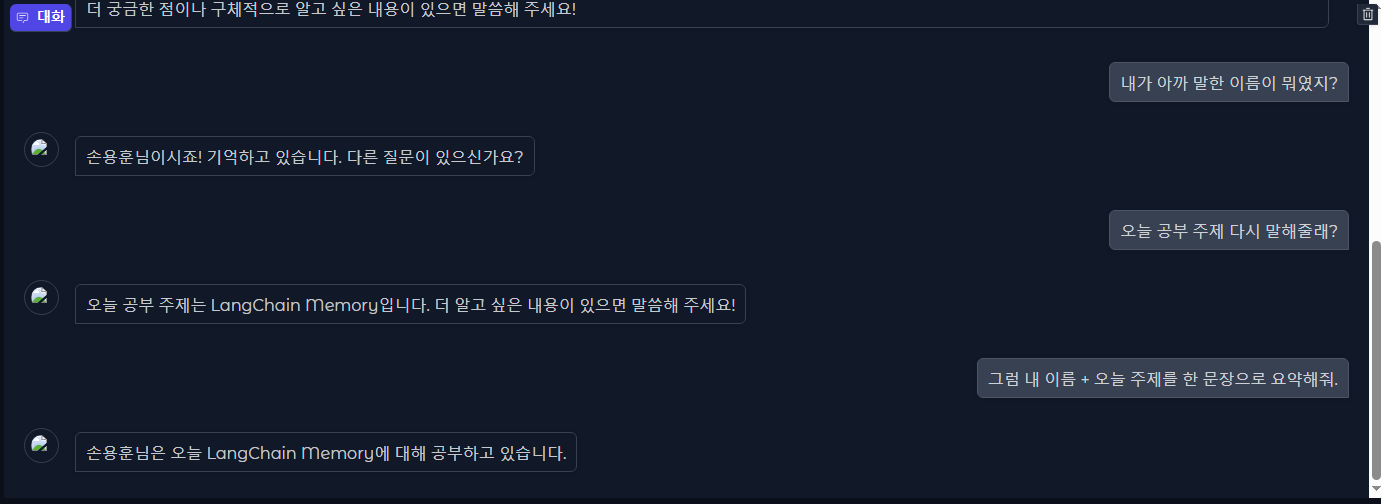 대화
더 궁금한 점이나 구체적으로 알고 싶은 내용이 있으면 말씀해 주세요!
내가 아까 말한 이름이 뭐였지?
손용훈님이시죠! 기억하고 있습니다. 다른 질문이 있으신가요?
오늘 공부 주제 다시 말해줄래?
오늘 공부 주제는 LangChain Memory입니다. 더 알고 싶은 내용이 있으면 말씀해 주세요!
그럼 내 이름 + 오늘 주제를 한 문장으로 요약해줘.
손용훈님은 오늘 LangChain Memory에 대해 공부하고 있습니다.